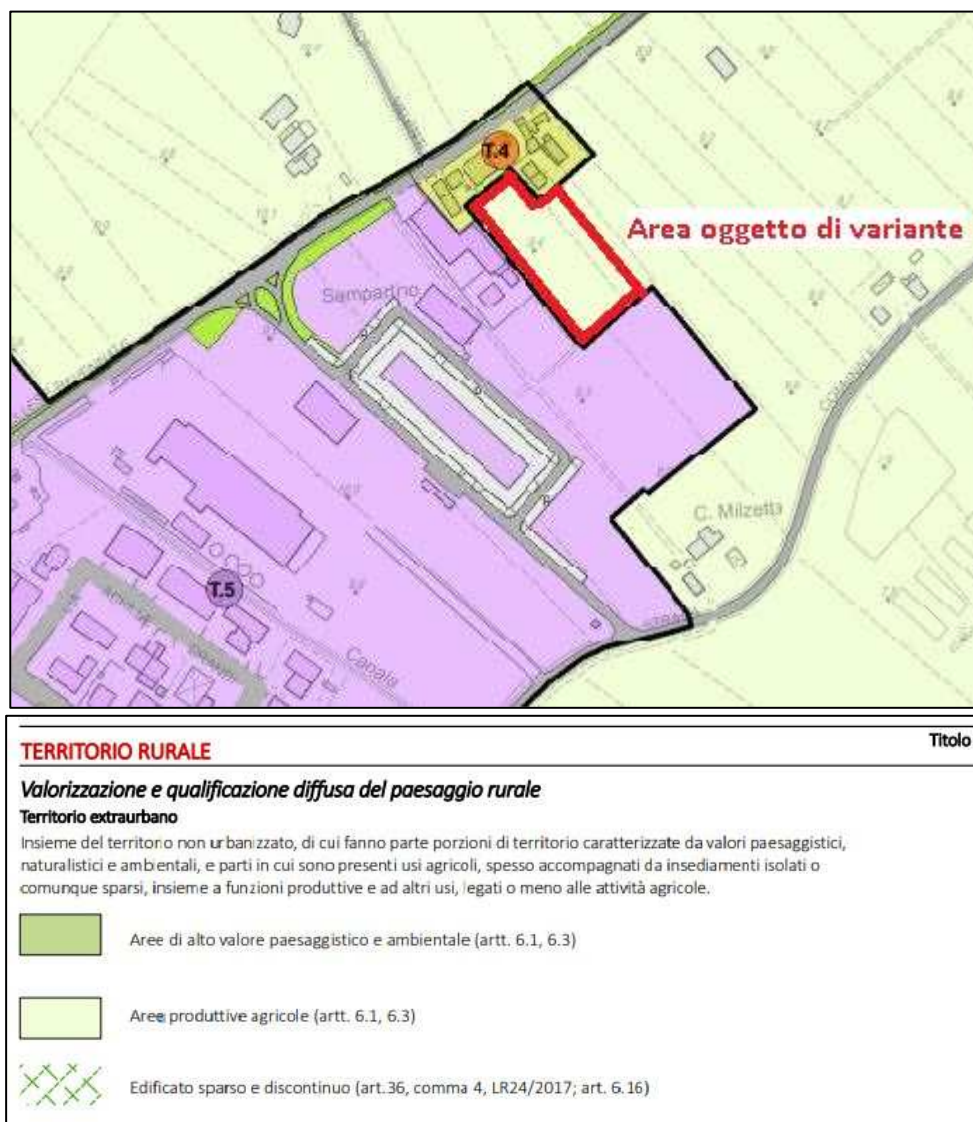 T.4
Area oggetto di variante
Sampartino
C. Milzetta
T.5
Canala
TERRITORIO RURALE
Titolo
Valorizzazione e qualificazione diffusa del paesaggio rurale
Territorio extraurbano
Insieme del territorio non urbanizzato, di cui fanno parte porzioni di territorio caratterizzate da valori paesaggistici,
naturalistici e ambientali, e parti in cui sono presenti usi agricoli, spesso accompagnati da insediamenti isolati o
comunque sparsi, insieme a funzioni produttive e ad altri usi, legati o meno alle attività agricole.
Aree di alto valore paesaggistico e ambientale (artt. 6.1, 6.3)
Aree produttive agricole (artt. 6.1, 6.3)
Edificato sparso e discontinuo (art.36, comma 4, LR24/2017; art. 6.16)